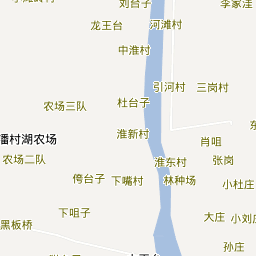 刘台子
李家洼
龙王台
河滩村
中淮村
引河村
三岗村
农场三队
杜台子
淮新村
潘村湖农场
肖咀
农场二队
淮东村
张岗
侉台子
下嘴村
林种场
小杜庄
下咀子
大庄
小刘庄
黑板桥
孙庄